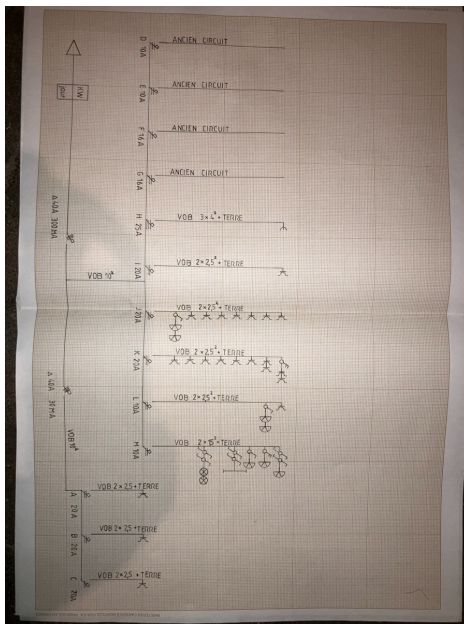 D 10A ANCIEN CIRCUIT
E 10A ANCIEN CIRCUIT
KW
jour
F 16A ANCIEN CIRCUIT
G 16A ANCIEN CIRCUIT
Δ 40A 300MA
H 25A VOB 3×4²+TERRE
I 20A VOB 2×2,5²+TERRE
VOB 10²
J 20A VOB 2×2,5²+TERRE
K 20A VOB 2×2,5²+TERRE
Δ 40A 30MA
L 10A VOB 2×2,5²+TERRE
VOB 10²
M 10A VOB 2×1,5²+TERRE
A 20A VOB 2×2,5+TERRE
B 20A VOB 2×2,5+TERRE
C 20A VOB 2×2,5+TERRE